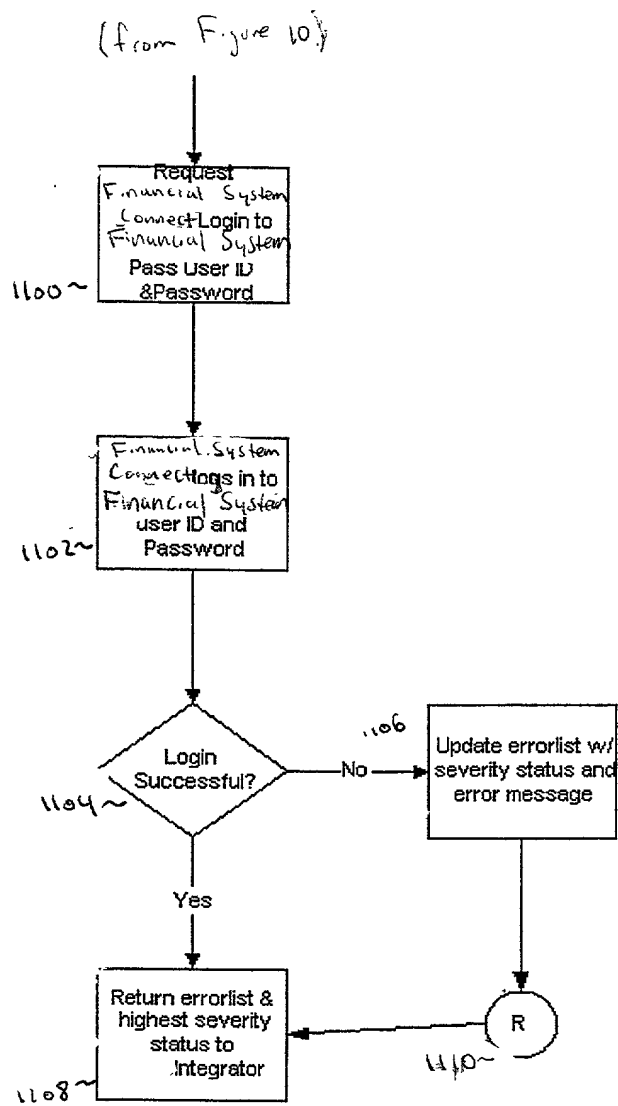 (from Figure 10)
Request
Financial System
Connect Login to
Financial System
Pass User ID
&Password
1100~
Financial System
Connect logs in to
Financial System
user ID and
Password
1102~
Login
Successful?
1104~
No
1106
Update errorlist w/
severity status and
error message
Yes
Return errorlist &
highest severity
status to
Integrator
1108~
R
1110~